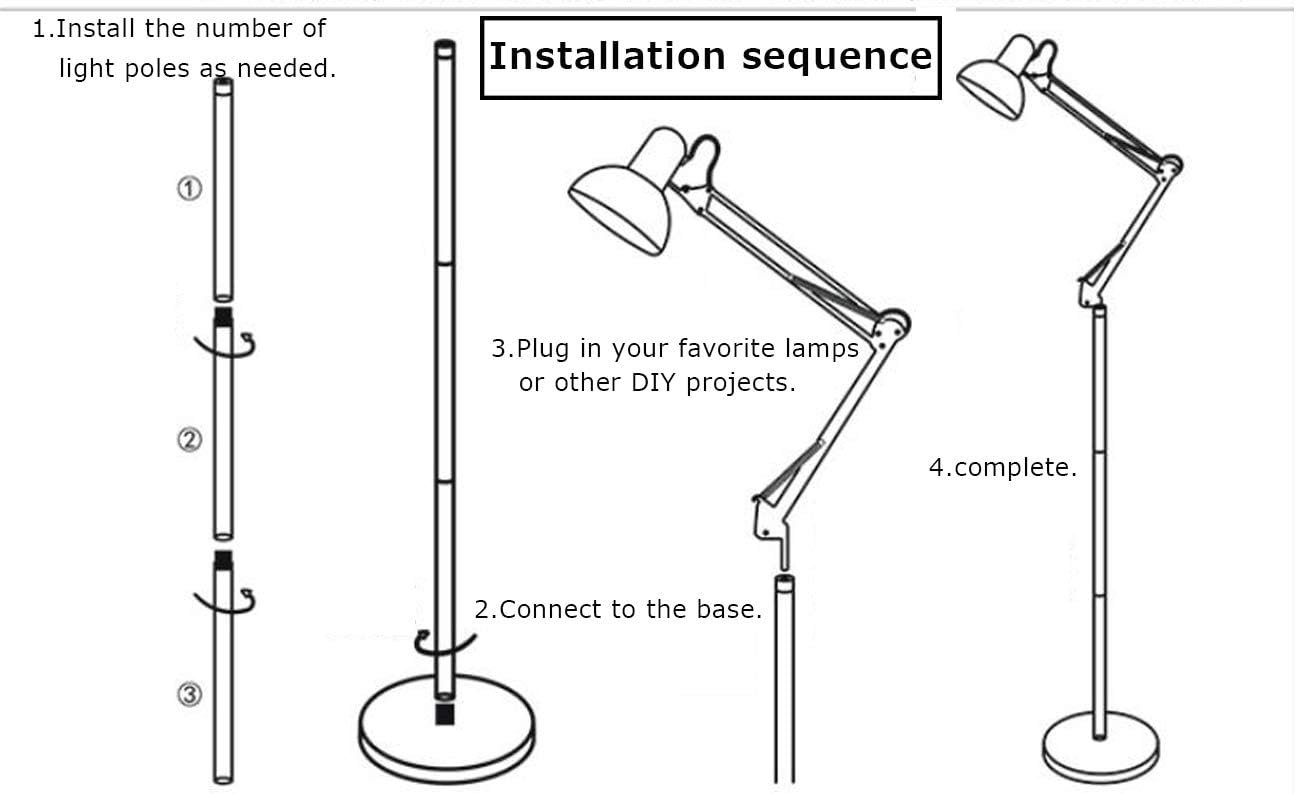 Installation sequence
1.Install the number of
light poles as needed.
①
②
③
2.Connect to the base.
3.Plug in your favorite lamps
or other DIY projects.
4.complete.